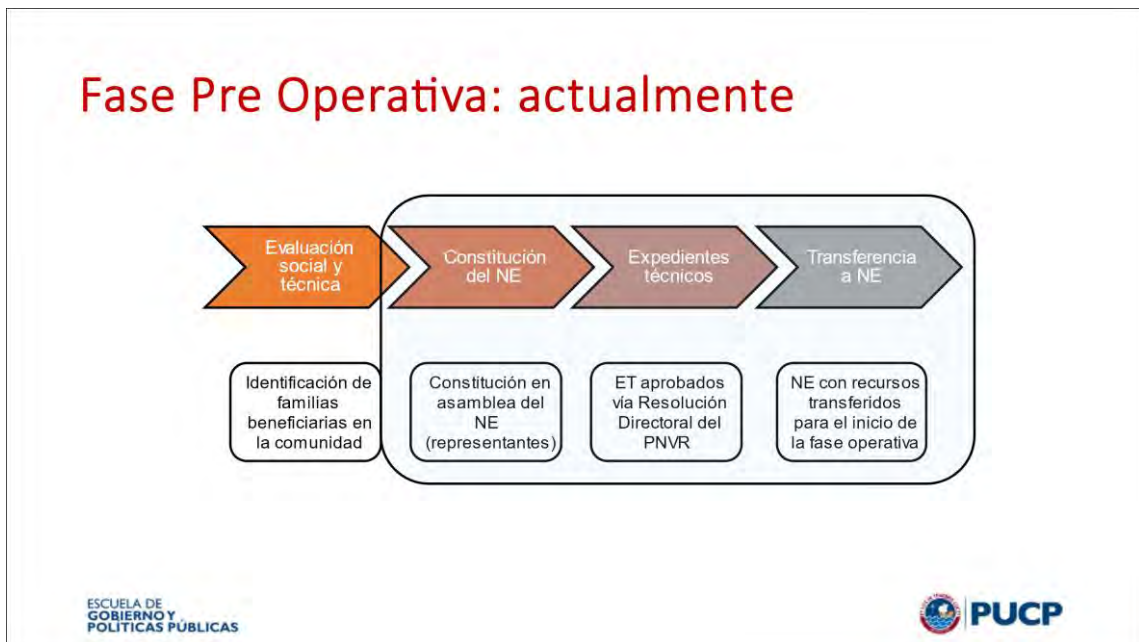 Fase Pre Operativa: actualmente
Evaluación
social y
técnica
Constitución
del NE
Expedientes
técnicos
Transferencia
a NE
Identificación de
familias
beneficiarias en
la comunidad
Constitución en
asamblea del
NE
(representantes)
ET aprobados
vía Resolución
Directoral del
PNVR
NE con recursos
transferidos
para el inicio de
la fase operativa
ESCUELA DE
GOBIERNO Y
POLÍTICAS PÚBLICAS
PUCP